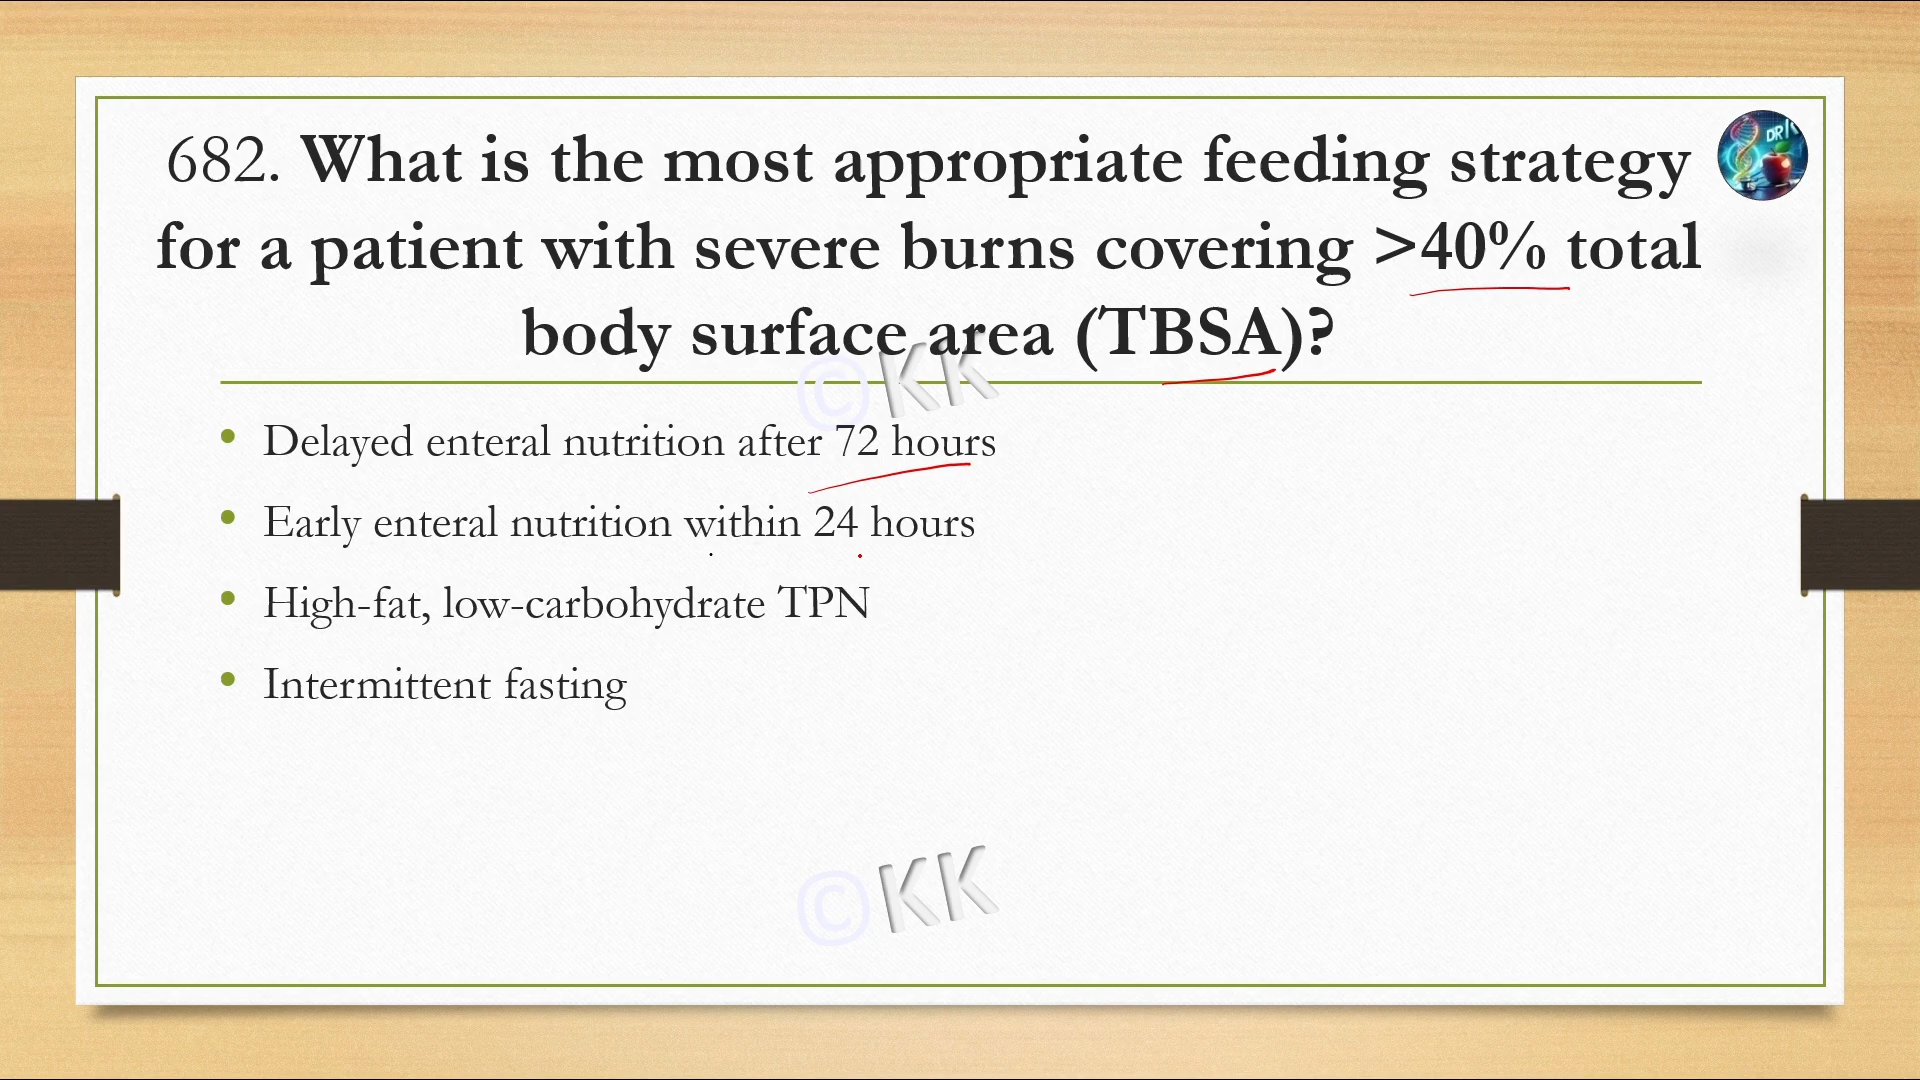 682. What is the most appropriate feeding strategy
for a patient with severe burns covering >40% total
body surface area (TBSA)?
• Delayed enteral nutrition after 72 hours
• Early enteral nutrition within 24 hours
• High-fat, low-carbohydrate TPN
• Intermittent fasting
©KK
©KK